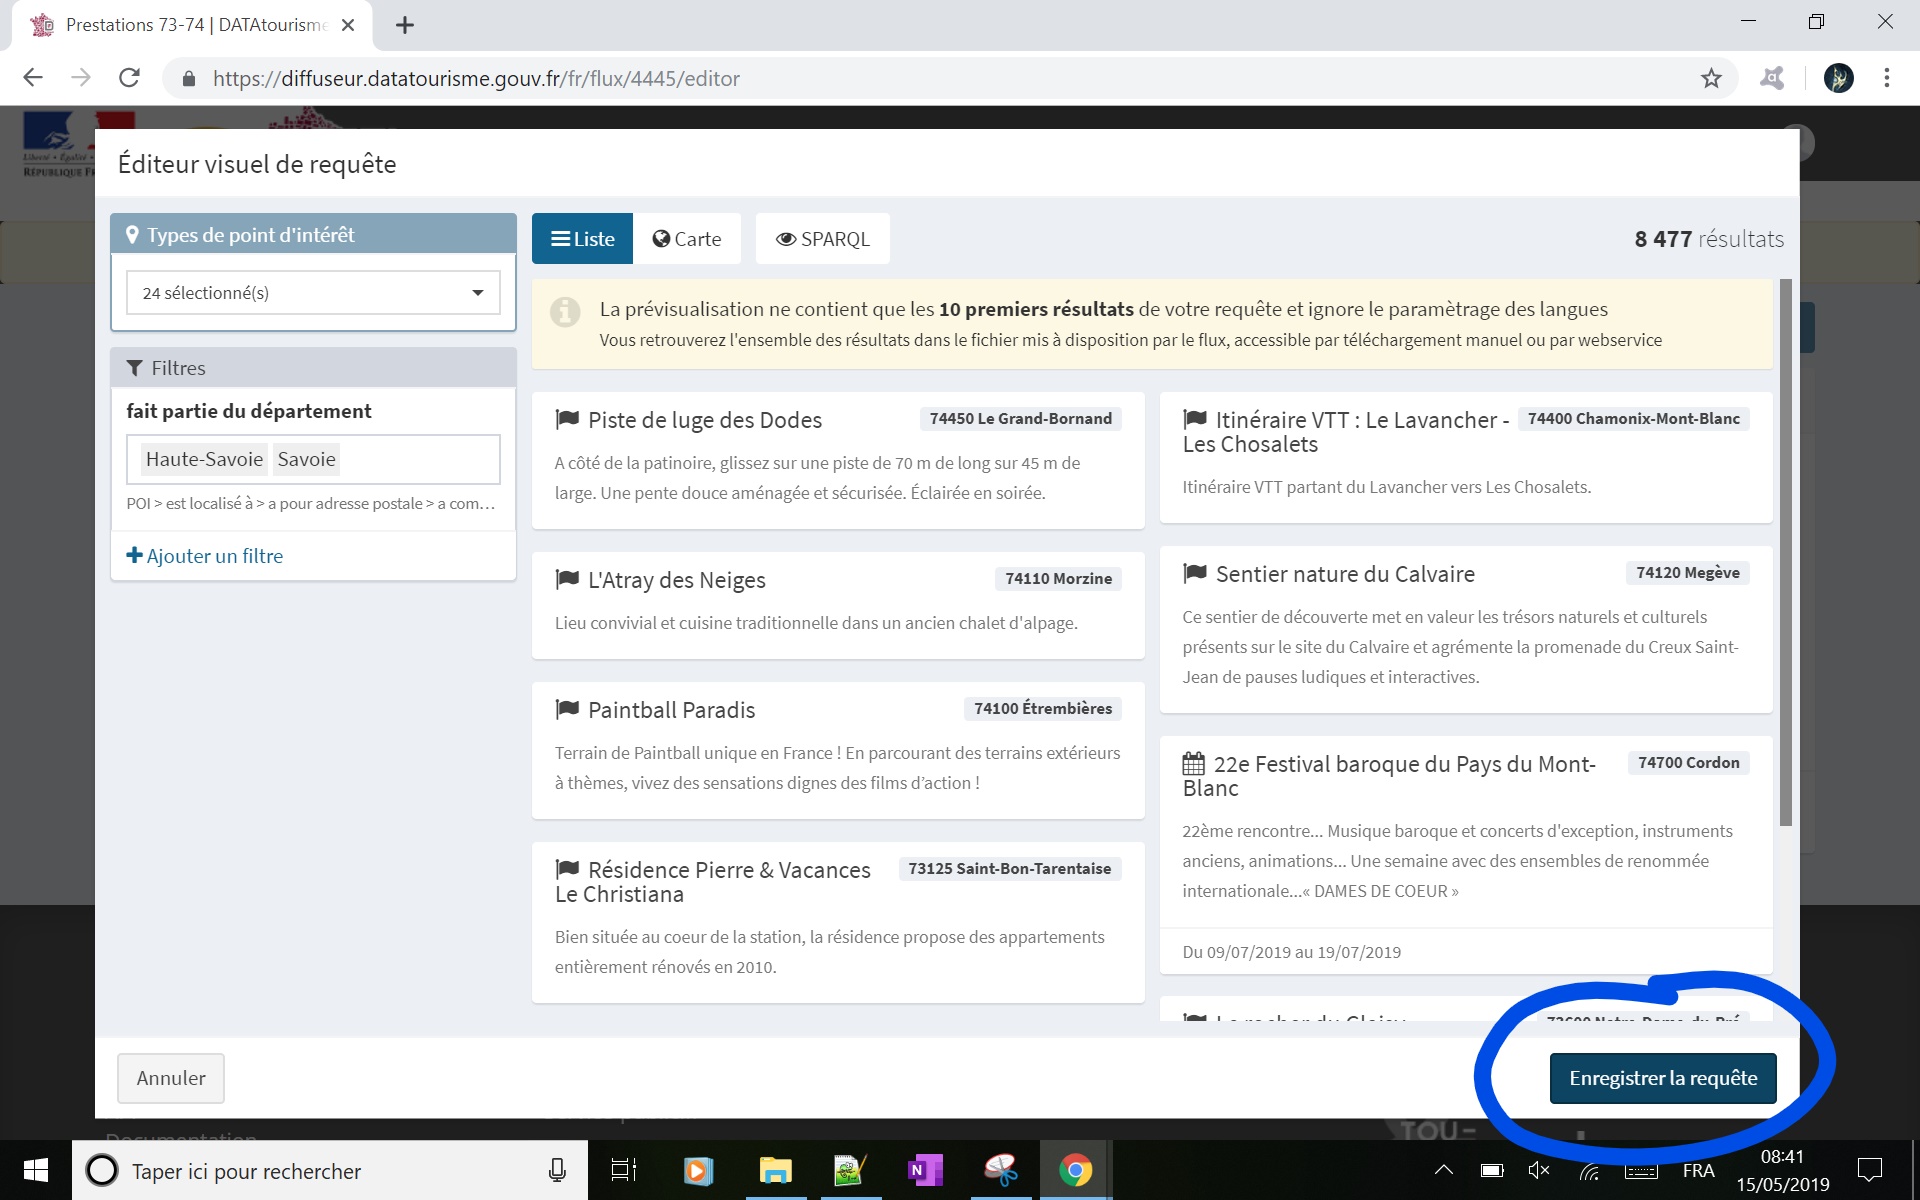 Prestations 73-74 | DATAtourisme
https://diffuseur.datatourisme.gouv.fr/fr/flux/4445/editor
Liberté • Égalité •
RÉPUBLIQUE FR
Éditeur visuel de requête
Types de point d'intérêt
24 sélectionné(s)
Filtres
fait partie du département
Haute-Savoie Savoie
POI > est localisé à > a pour adresse postale > a com…
Ajouter un filtre
Liste
Carte
SPARQL
8 477 résultats
La prévisualisation ne contient que les 10 premiers résultats de votre requête et ignore le paramètrage des langues
Vous retrouverez l'ensemble des résultats dans le fichier mis à disposition par le flux, accessible par téléchargement manuel ou par webservice
Piste de luge des Dodes
74450 Le Grand-Bornand
A côté de la patinoire, glissez sur une piste de 70 m de long sur 45 m de
large. Une pente douce aménagée et sécurisée. Éclairée en soirée.
L'Atray des Neiges
74110 Morzine
Lieu convivial et cuisine traditionnelle dans un ancien chalet d'alpage.
Paintball Paradis
74100 Étrembières
Terrain de Paintball unique en France ! En parcourant des terrains extérieurs
à thèmes, vivez des sensations dignes des films d’action !
Résidence Pierre & Vacances
Le Christiana
73125 Saint-Bon-Tarentaise
Bien située au coeur de la station, la résidence propose des appartements
entièrement rénovés en 2010.
Itinéraire VTT : Le Lavancher -
Les Chosalets
74400 Chamonix-Mont-Blanc
Itinéraire VTT partant du Lavancher vers Les Chosalets.
Sentier nature du Calvaire
74120 Megève
Ce sentier de découverte met en valeur les trésors naturels et culturels
présents sur le site du Calvaire et agrémente la promenade du Creux Saint-
Jean de pauses ludiques et interactives.
22e Festival baroque du Pays du Mont-
Blanc
74700 Cordon
22ème rencontre... Musique baroque et concerts d'exception, instruments
anciens, animations... Une semaine avec des ensembles de renommée
internationale...« DAMES DE COEUR »
Du 09/07/2019 au 19/07/2019
73600 Notre-Dame-du-Pré
Annuler
Enregistrer la requête
Documentation
TOU
Taper ici pour rechercher
FRA
08:41
15/05/2019